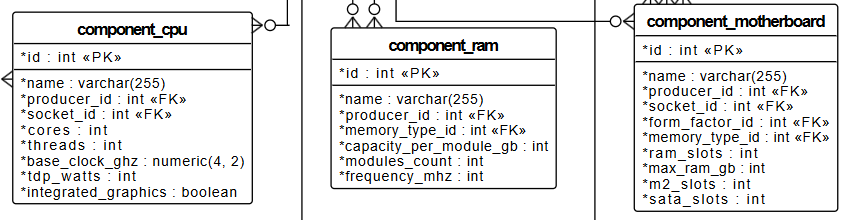 component_cpu
*id : int «PK»
*name : varchar(255)
*producer_id : int «FK»
*socket_id : int «FK»
*cores : int
*threads : int
*base_clock_ghz : numeric(4, 2)
*tdp_watts : int
*integrated_graphics : boolean
component_ram
*id : int «PK»
*name : varchar(255)
*producer_id : int «FK»
*memory_type_id : int «FK»
*capacity_per_module_gb : int
*modules_count : int
*frequency_mhz : int
component_motherboard
*id : int «PK»
*name : varchar(255)
*producer_id : int «FK»
*socket_id : int «FK»
*form_factor_id : int «FK»
*memory_type_id : int «FK»
*ram_slots : int
*max_ram_gb : int
*m2_slots : int
*sata_slots : int